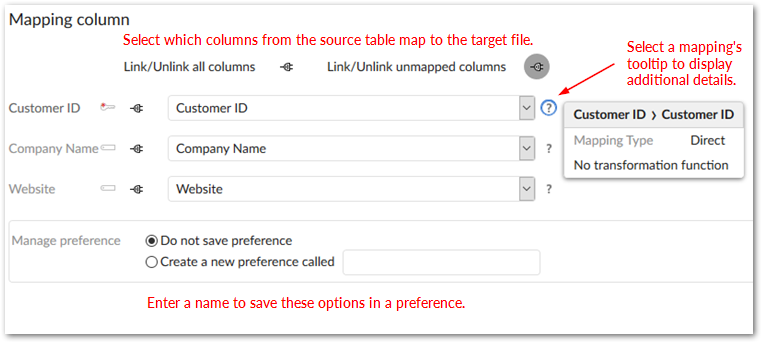 Mapping column
Select which columns from the source table map to the target file.
Select a mapping's
tooltip to display
additional details.
Link/Unlink all columns
Link/Unlink unmapped columns
Customer ID
Customer ID
?
Customer ID › Customer ID
Mapping Type Direct
No transformation function
Company Name
Company Name
?
Website
Website
?
Manage preference
Do not save preference
Create a new preference called
Enter a name to save these options in a preference.